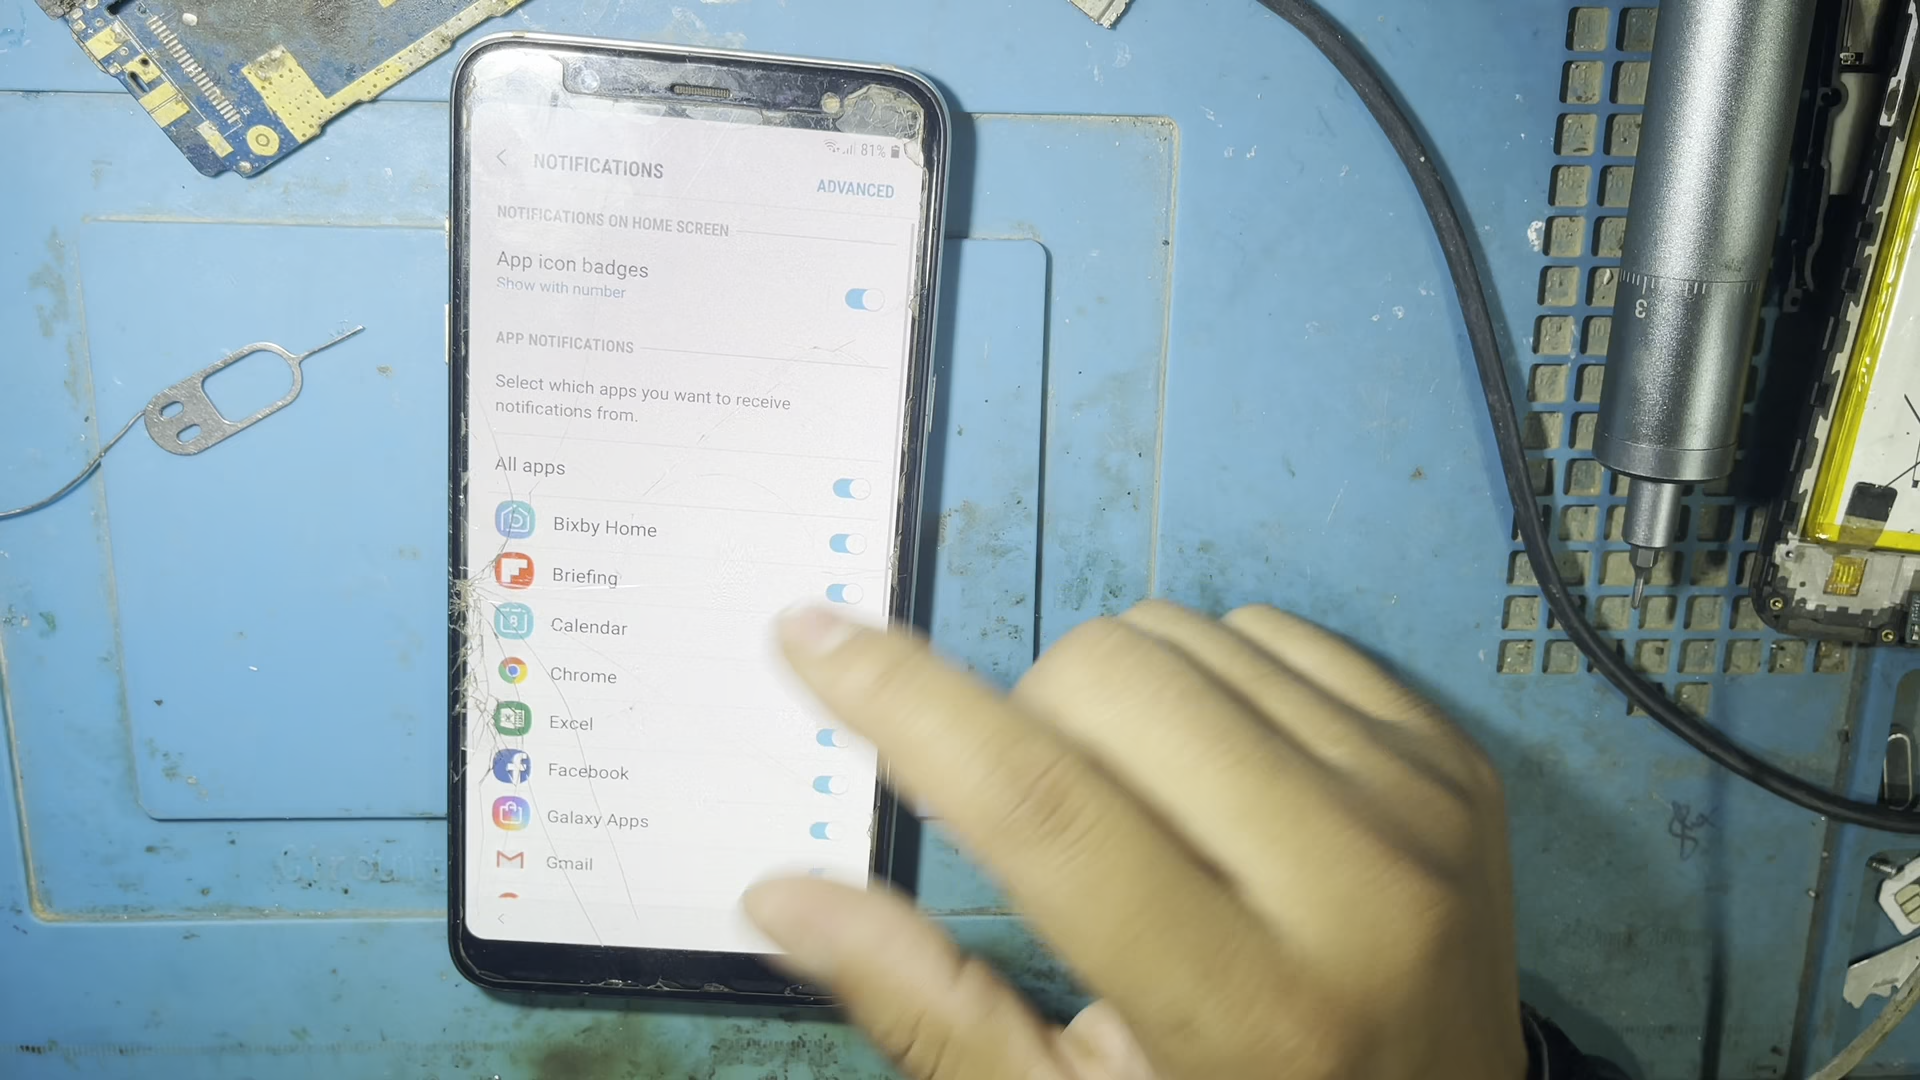 81%
NOTIFICATIONS
ADVANCED
NOTIFICATIONS ON HOME SCREEN
App icon badges
Show with number
APP NOTIFICATIONS
Select which apps you want to receive
notifications from.
All apps
Bixby Home
Briefing
Calendar
Chrome
Excel
Facebook
Galaxy Apps
Gmail
3